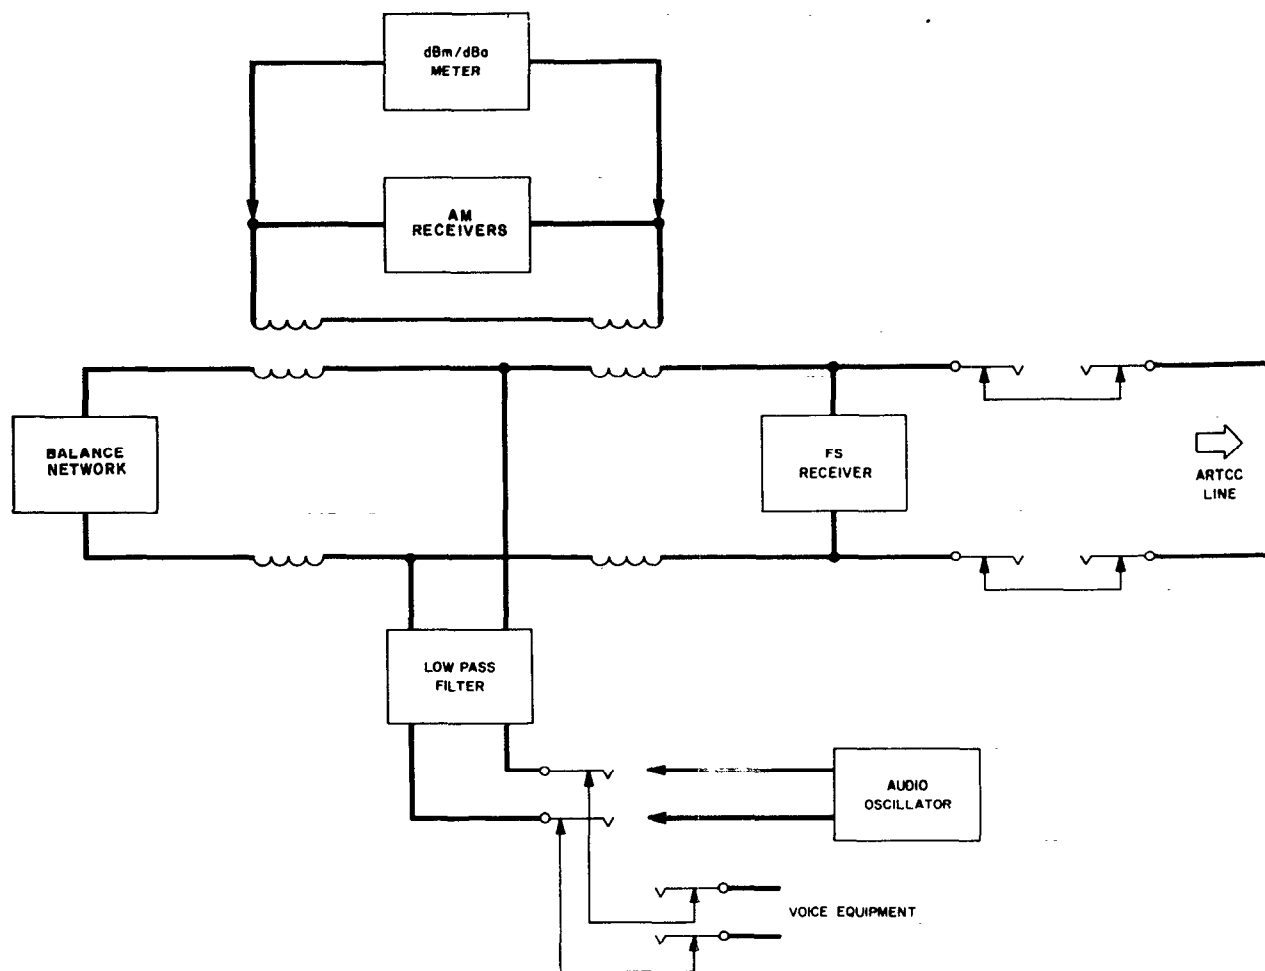 dBm/dBa
METER
AM
RECEIVERS
BALANCE
NETWORK
FS
RECEIVER
ARTCC
LINE
LOW PASS
FILTER
AUDIO
OSCILLATOR
VOICE EQUIPMENT